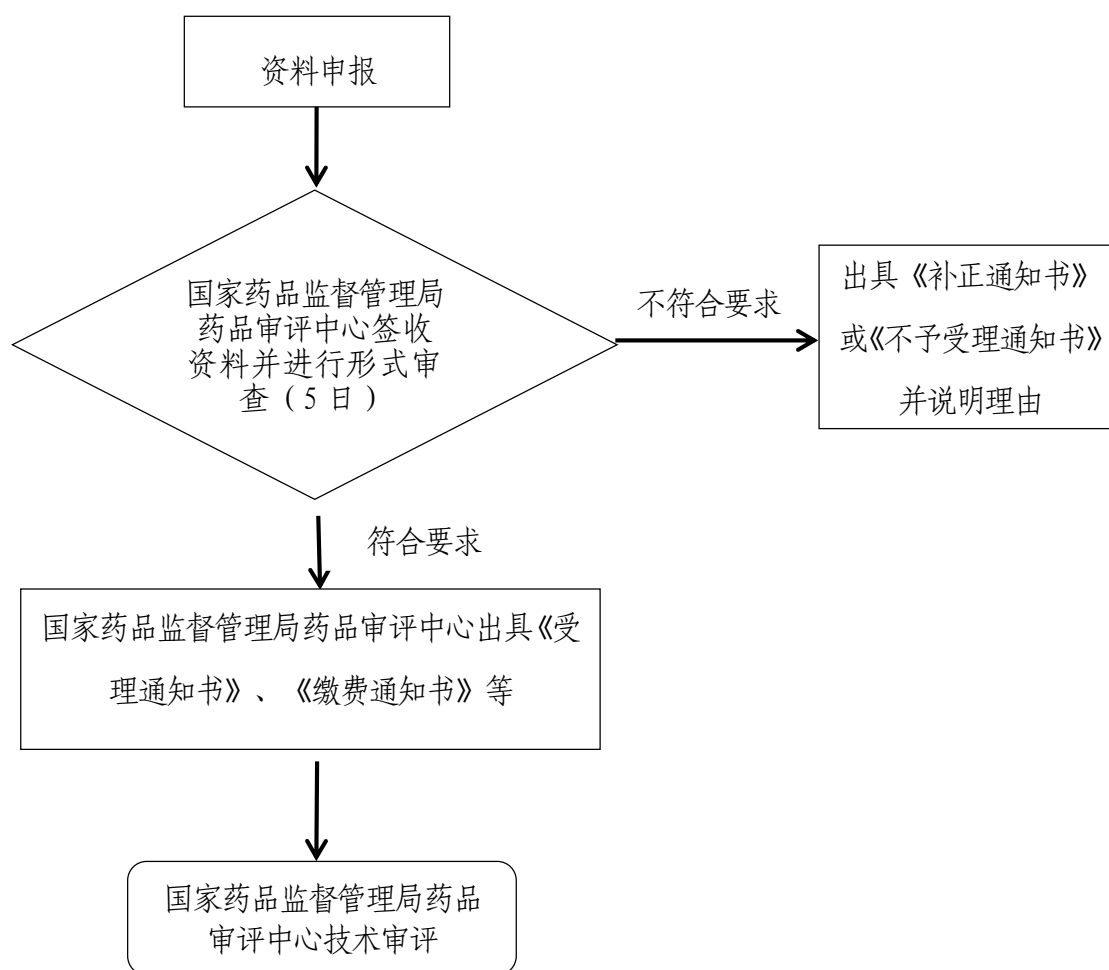 资料申报
国家药品监督管理局
药品审评中心签收
资料并进行形式审
查（5日）
不符合要求
出具《补正通知书》
或《不予受理通知书》
并说明理由
符合要求
国家药品监督管理局药品审评中心出具《受
理通知书》、《缴费通知书》等
国家药品监督管理局药品
审评中心技术审评